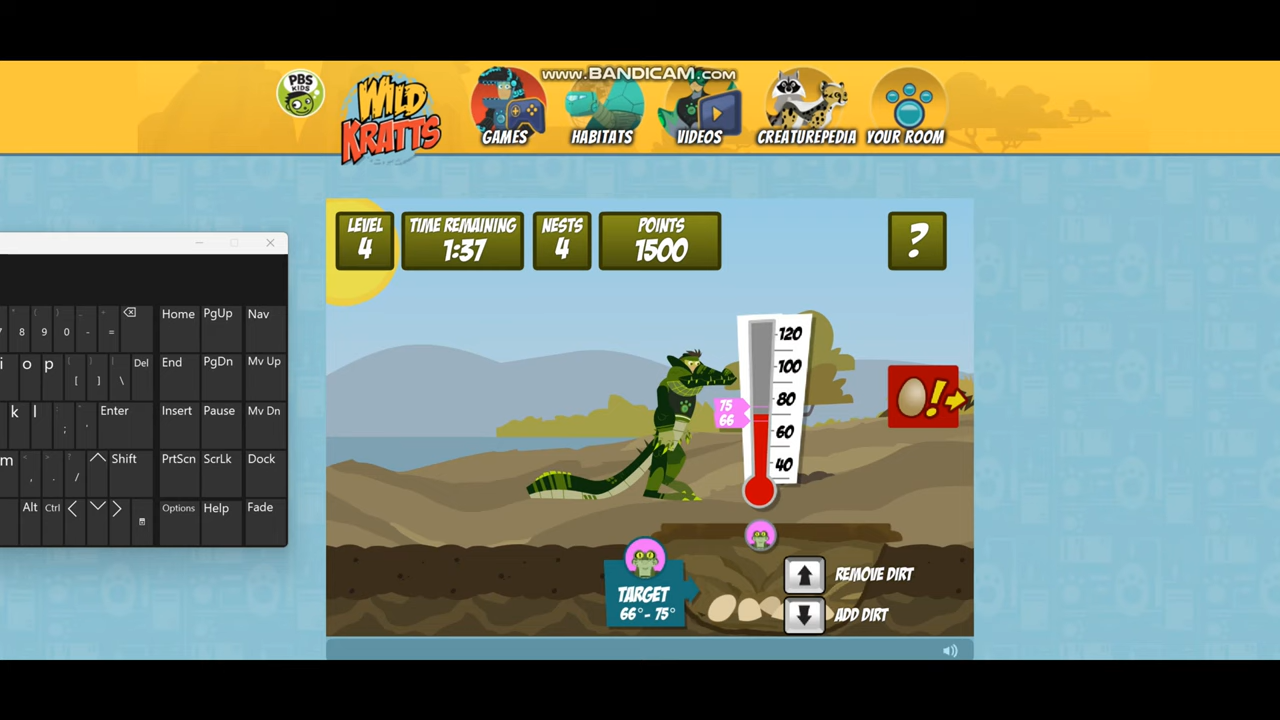 www.BANDICAM.com
PBS KIDS
WILD KRATTS
GAMES
HABITATS
VIDEOS
CREATUREPEDIA
YOUR ROOM
LEVEL
4
TIME REMAINING
1:37
NESTS
4
POINTS
1500
?
120
100
80
60
40
75
66
!
TARGET
66°- 75°
REMOVE DIRT
ADD DIRT
8 9 0 - =
Home PgUp Nav
i o p [ ] \ Del
End PgDn Mv Up
k l ; ' Enter
Insert Pause Mv Dn
m , . / Shift
PrtScn ScrLk Dock
Alt Ctrl
Options Help Fade